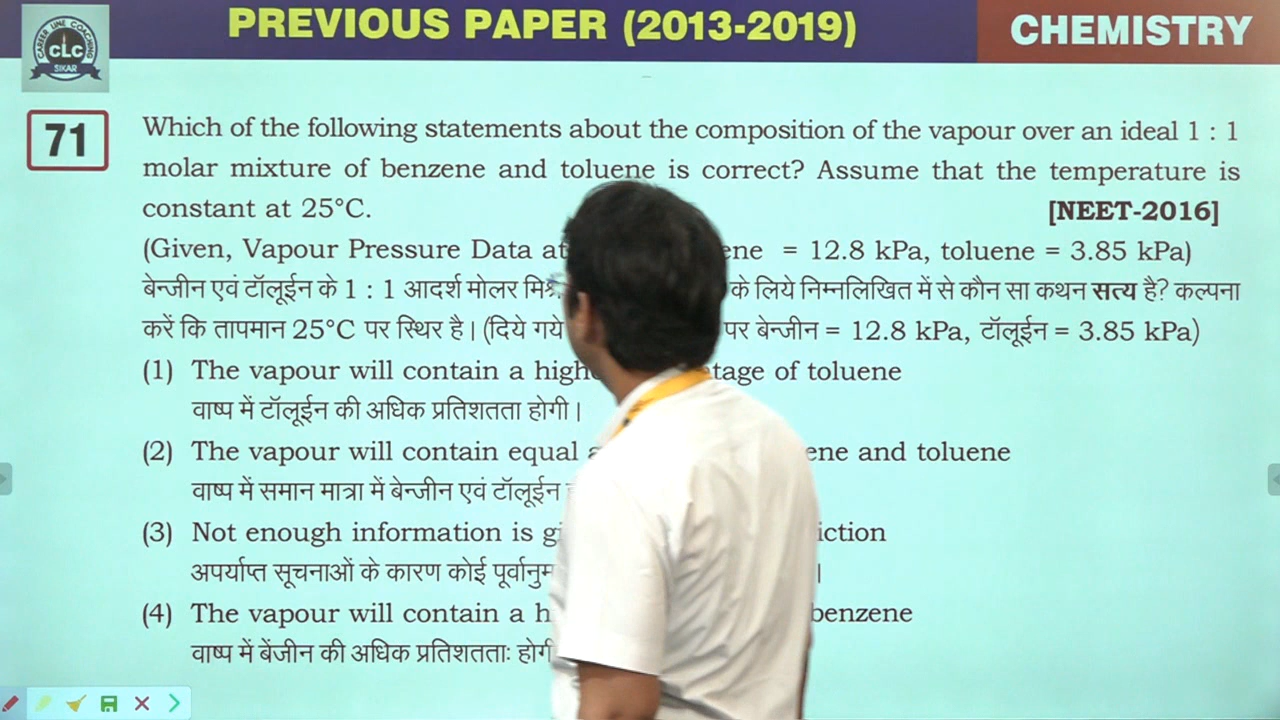 PREVIOUS PAPER (2013-2019)
CHEMISTRY
CAREER LINE COACHING
CLC
SIKAR
71
Which of the following statements about the composition of the vapour over an ideal 1 : 1
molar mixture of benzene and toluene is correct? Assume that the temperature is
constant at 25°C. [NEET-2016]
(Given, Vapour Pressure Data at = 12.8 kPa, toluene = 3.85 kPa)
बेन्जीन एवं टॉलूईन के 1 : 1 आदर्श मोलर के लिये निम्नलिखित में से कौन सा कथन सत्य है? कल्पना
करें कि तापमान 25°C पर स्थिर है। (दिये गये पर बेन्जीन = 12.8 kPa, टॉलूईन = 3.85 kPa)
(1) The vapour will contain a of toluene
वाष्प में टॉलूईन की अधिक प्रतिशतता होगी।
(2) The vapour will contain equal and toluene
वाष्प में समान मात्रा में बेन्जीन एवं टॉलूईन
(3) Not enough information is
अपर्याप्त सूचनाओं के कारण कोई
(4) The vapour will contain a benzene
वाष्प में बेंजीन की अधिक प्रतिशतताः